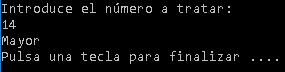 Introduce el número a tratar:
14
Mayor
Pulsa una tecla para finalizar ....